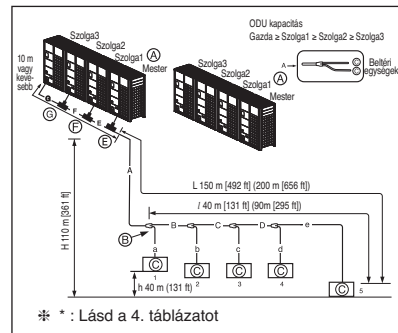 ODU kapacitás
Gazda ≥ Szolga1 ≥ Szolga2 ≥ Szolga3
Szolga3
Szolga2
Szolga1
Mester
A
10 m
vagy
keve-
sebb
Szolga3
Szolga2
Szolga1
Mester
A
A
Beltéri
egységek
G
F
E
G
F
E
A
L 150 m [492 ft] (200 m [656 ft])
l 40 m [131 ft] (90m [295 ft])
H 110 m [361 ft]
B
C
D
e
B
a
b
c
d
C
C
C
C
C
1
2
3
4
5
h 40 m (131 ft)
❈ * : Lásd a 4. táblázatot